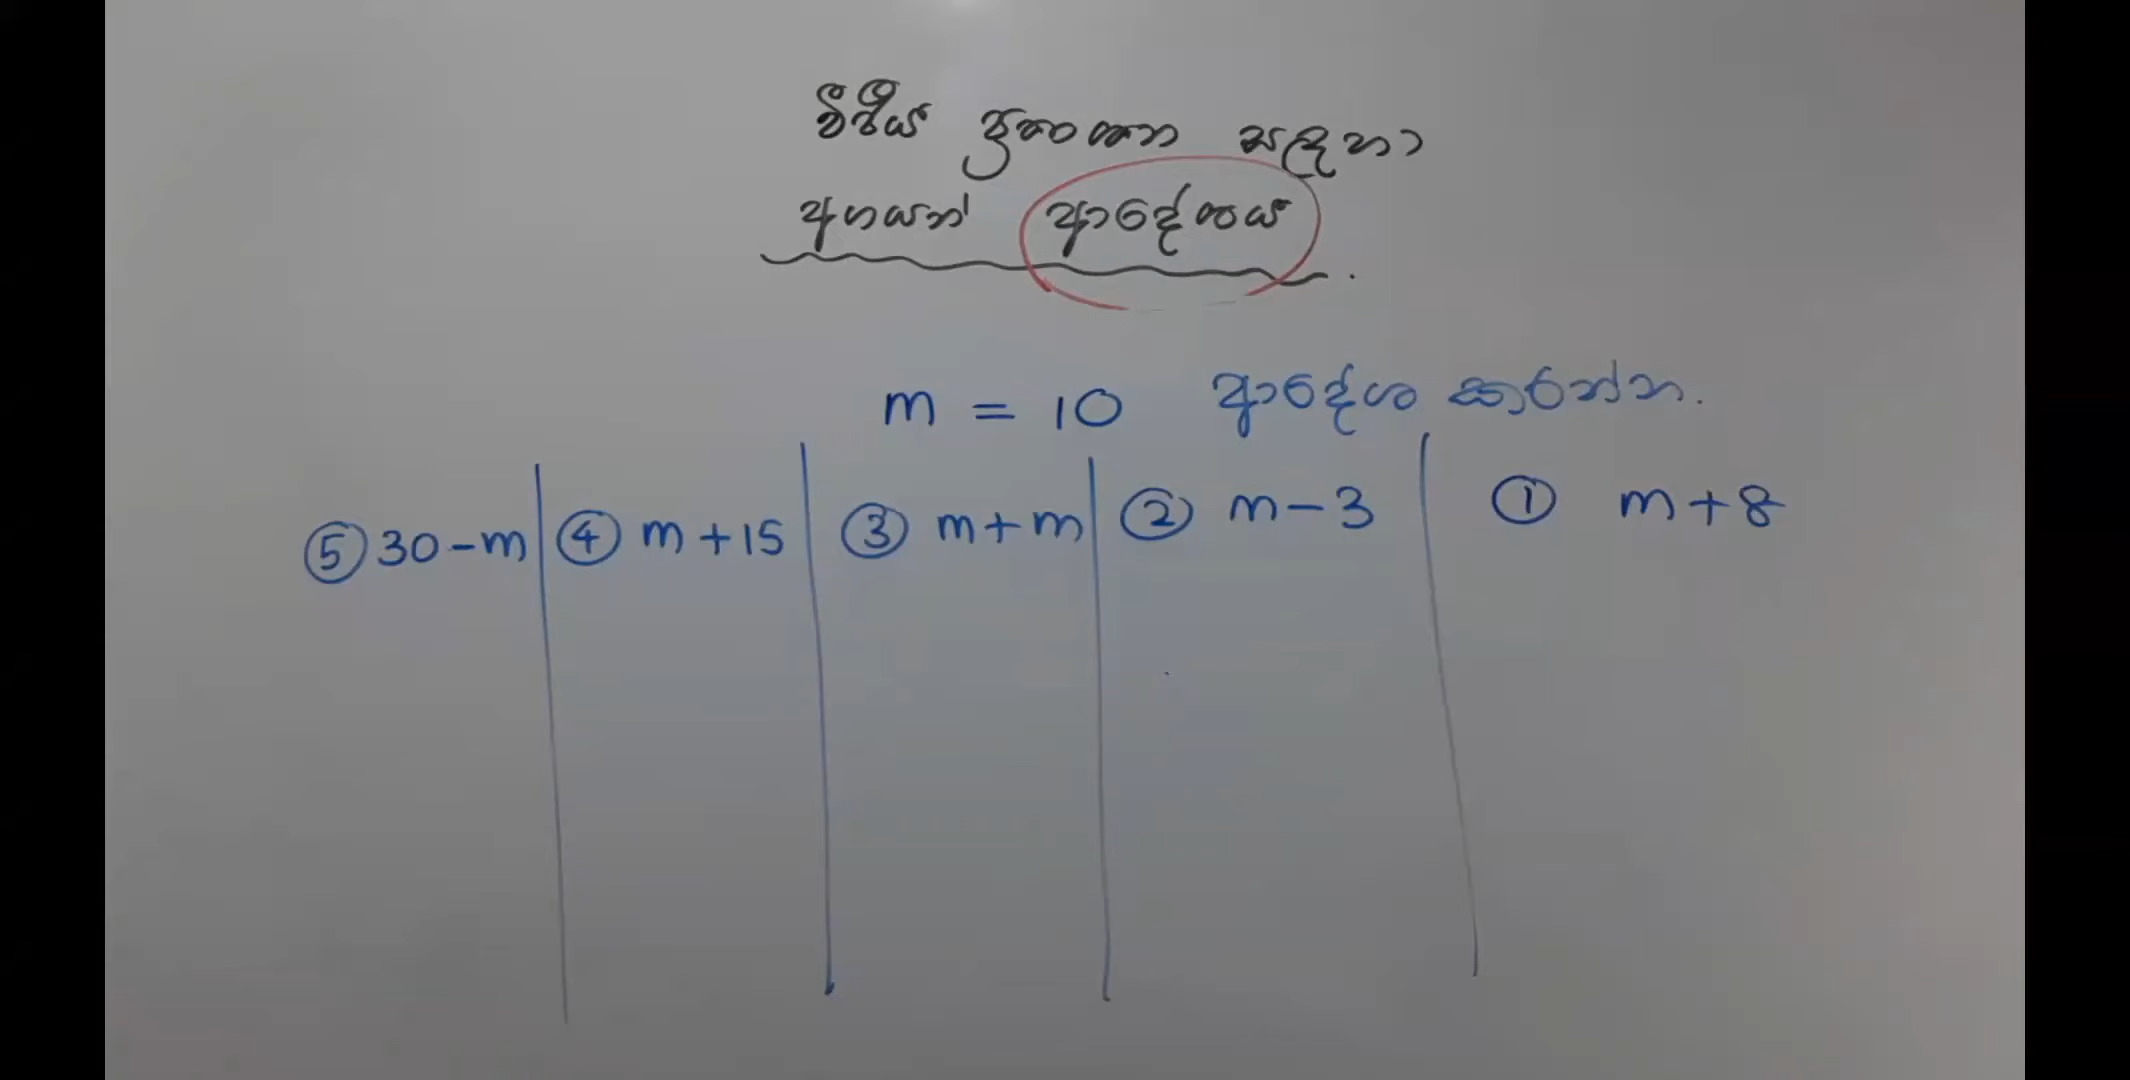 වීජීය ප්‍රකාශන සඳහා
අගයන් ආදේශය.
m = 10 ආදේශ කරන්න.
⑤ 30-m ④ m+15 ③ m+m ② m-3 ① m+8